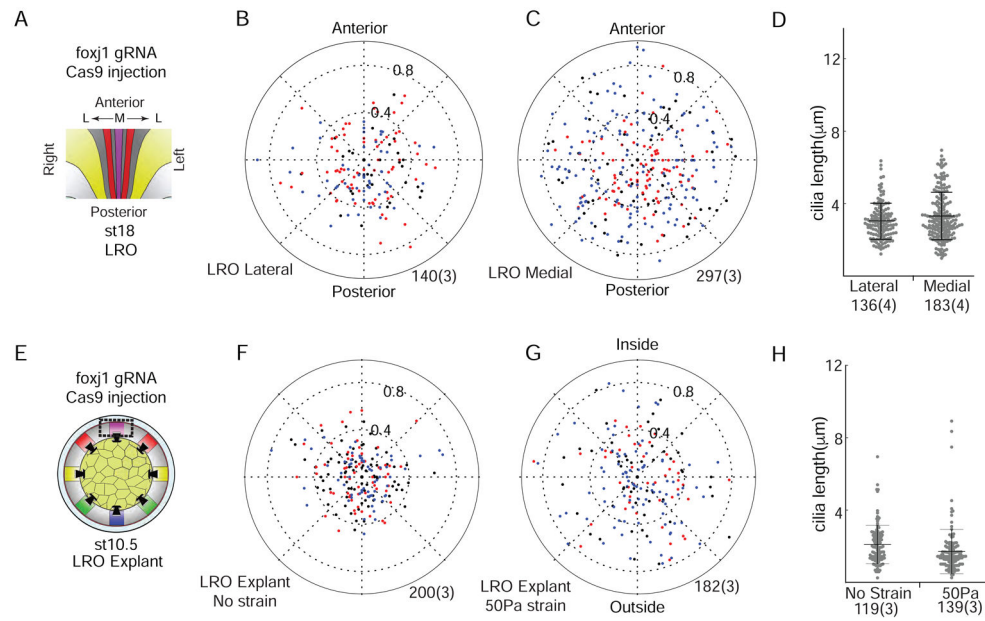 A
foxj1 gRNA
Cas9 injection
Anterior
L M L
Right
Left
Posterior
st18
LRO
B
Anterior
0.8
0.4
LRO Lateral
140(3)
Posterior
C
Anterior
0.8
0.4
LRO Medial
297(3)
Posterior
D
12
8
4
cilia length(μm)
Lateral Medial
136(4) 183(4)
E
foxj1 gRNA
Cas9 injection
st10.5
LRO Explant
F
0.8
0.4
LRO Explant
No strain
200(3)
G
Inside
0.8
0.4
LRO Explant
50Pa strain
182(3)
Outside
H
12
8
4
cilia length(μm)
No Strain 50Pa
119(3) 139(3)